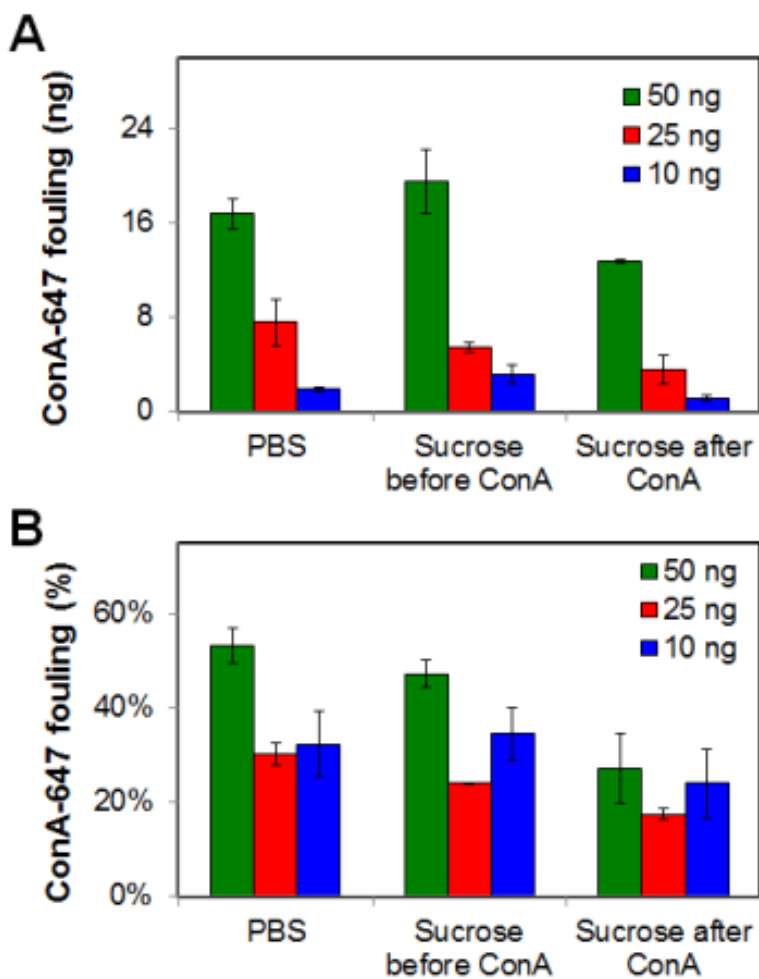 A
ConA-647 fouling (ng)
24
16
8
0
50 ng
25 ng
10 ng
PBS
Sucrose
before ConA
Sucrose after
ConA
B
ConA-647 fouling (%)
60%
40%
20%
0%
50 ng
25 ng
10 ng
PBS
Sucrose
before ConA
Sucrose after
ConA